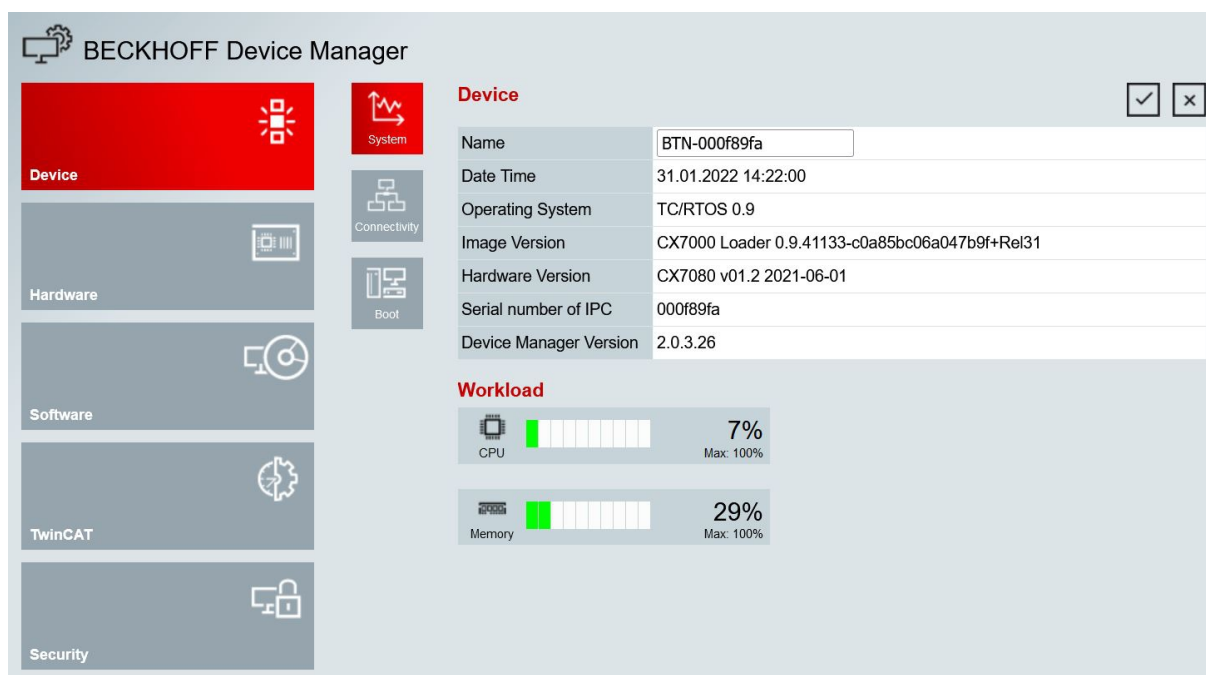 BECKHOFF Device Manager
Device
Hardware
Software
TwinCAT
Security
System
Connectivity
Boot
Device
Name BTN-000f89fa
Date Time 31.01.2022 14:22:00
Operating System TC/RTOS 0.9
Image Version CX7000 Loader 0.9.41133-c0a85bc06a047b9f+Rel31
Hardware Version CX7080 v01.2 2021-06-01
Serial number of IPC 000f89fa
Device Manager Version 2.0.3.26
Workload
CPU 7%
Max: 100%
Memory 29%
Max: 100%